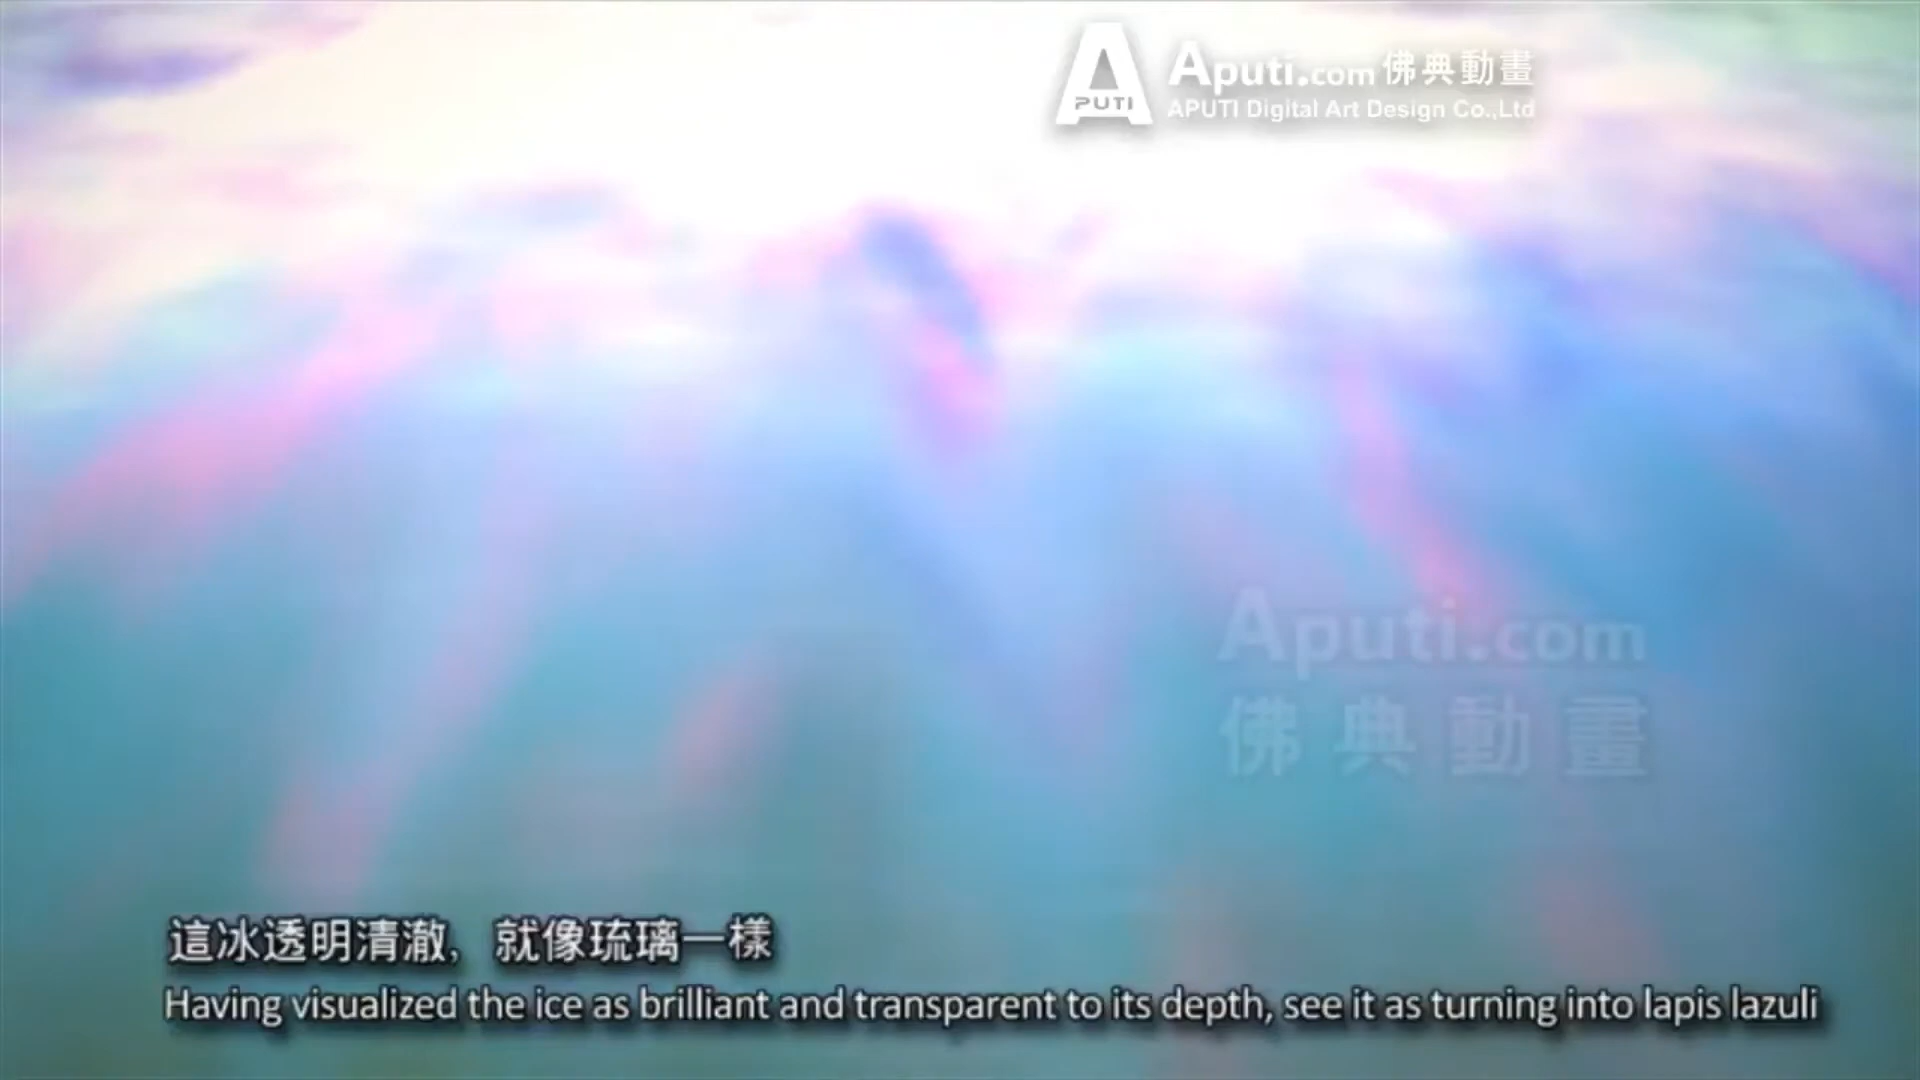 Aputi.com 佛典動畫
PUTI
APUTI Digital Art Design Co.,Ltd
Aputi.com
佛典動畫
這冰透明清澈，就像琉璃一樣
Having visualized the ice as brilliant and transparent to its depth, see it as turning into lapis lazuli